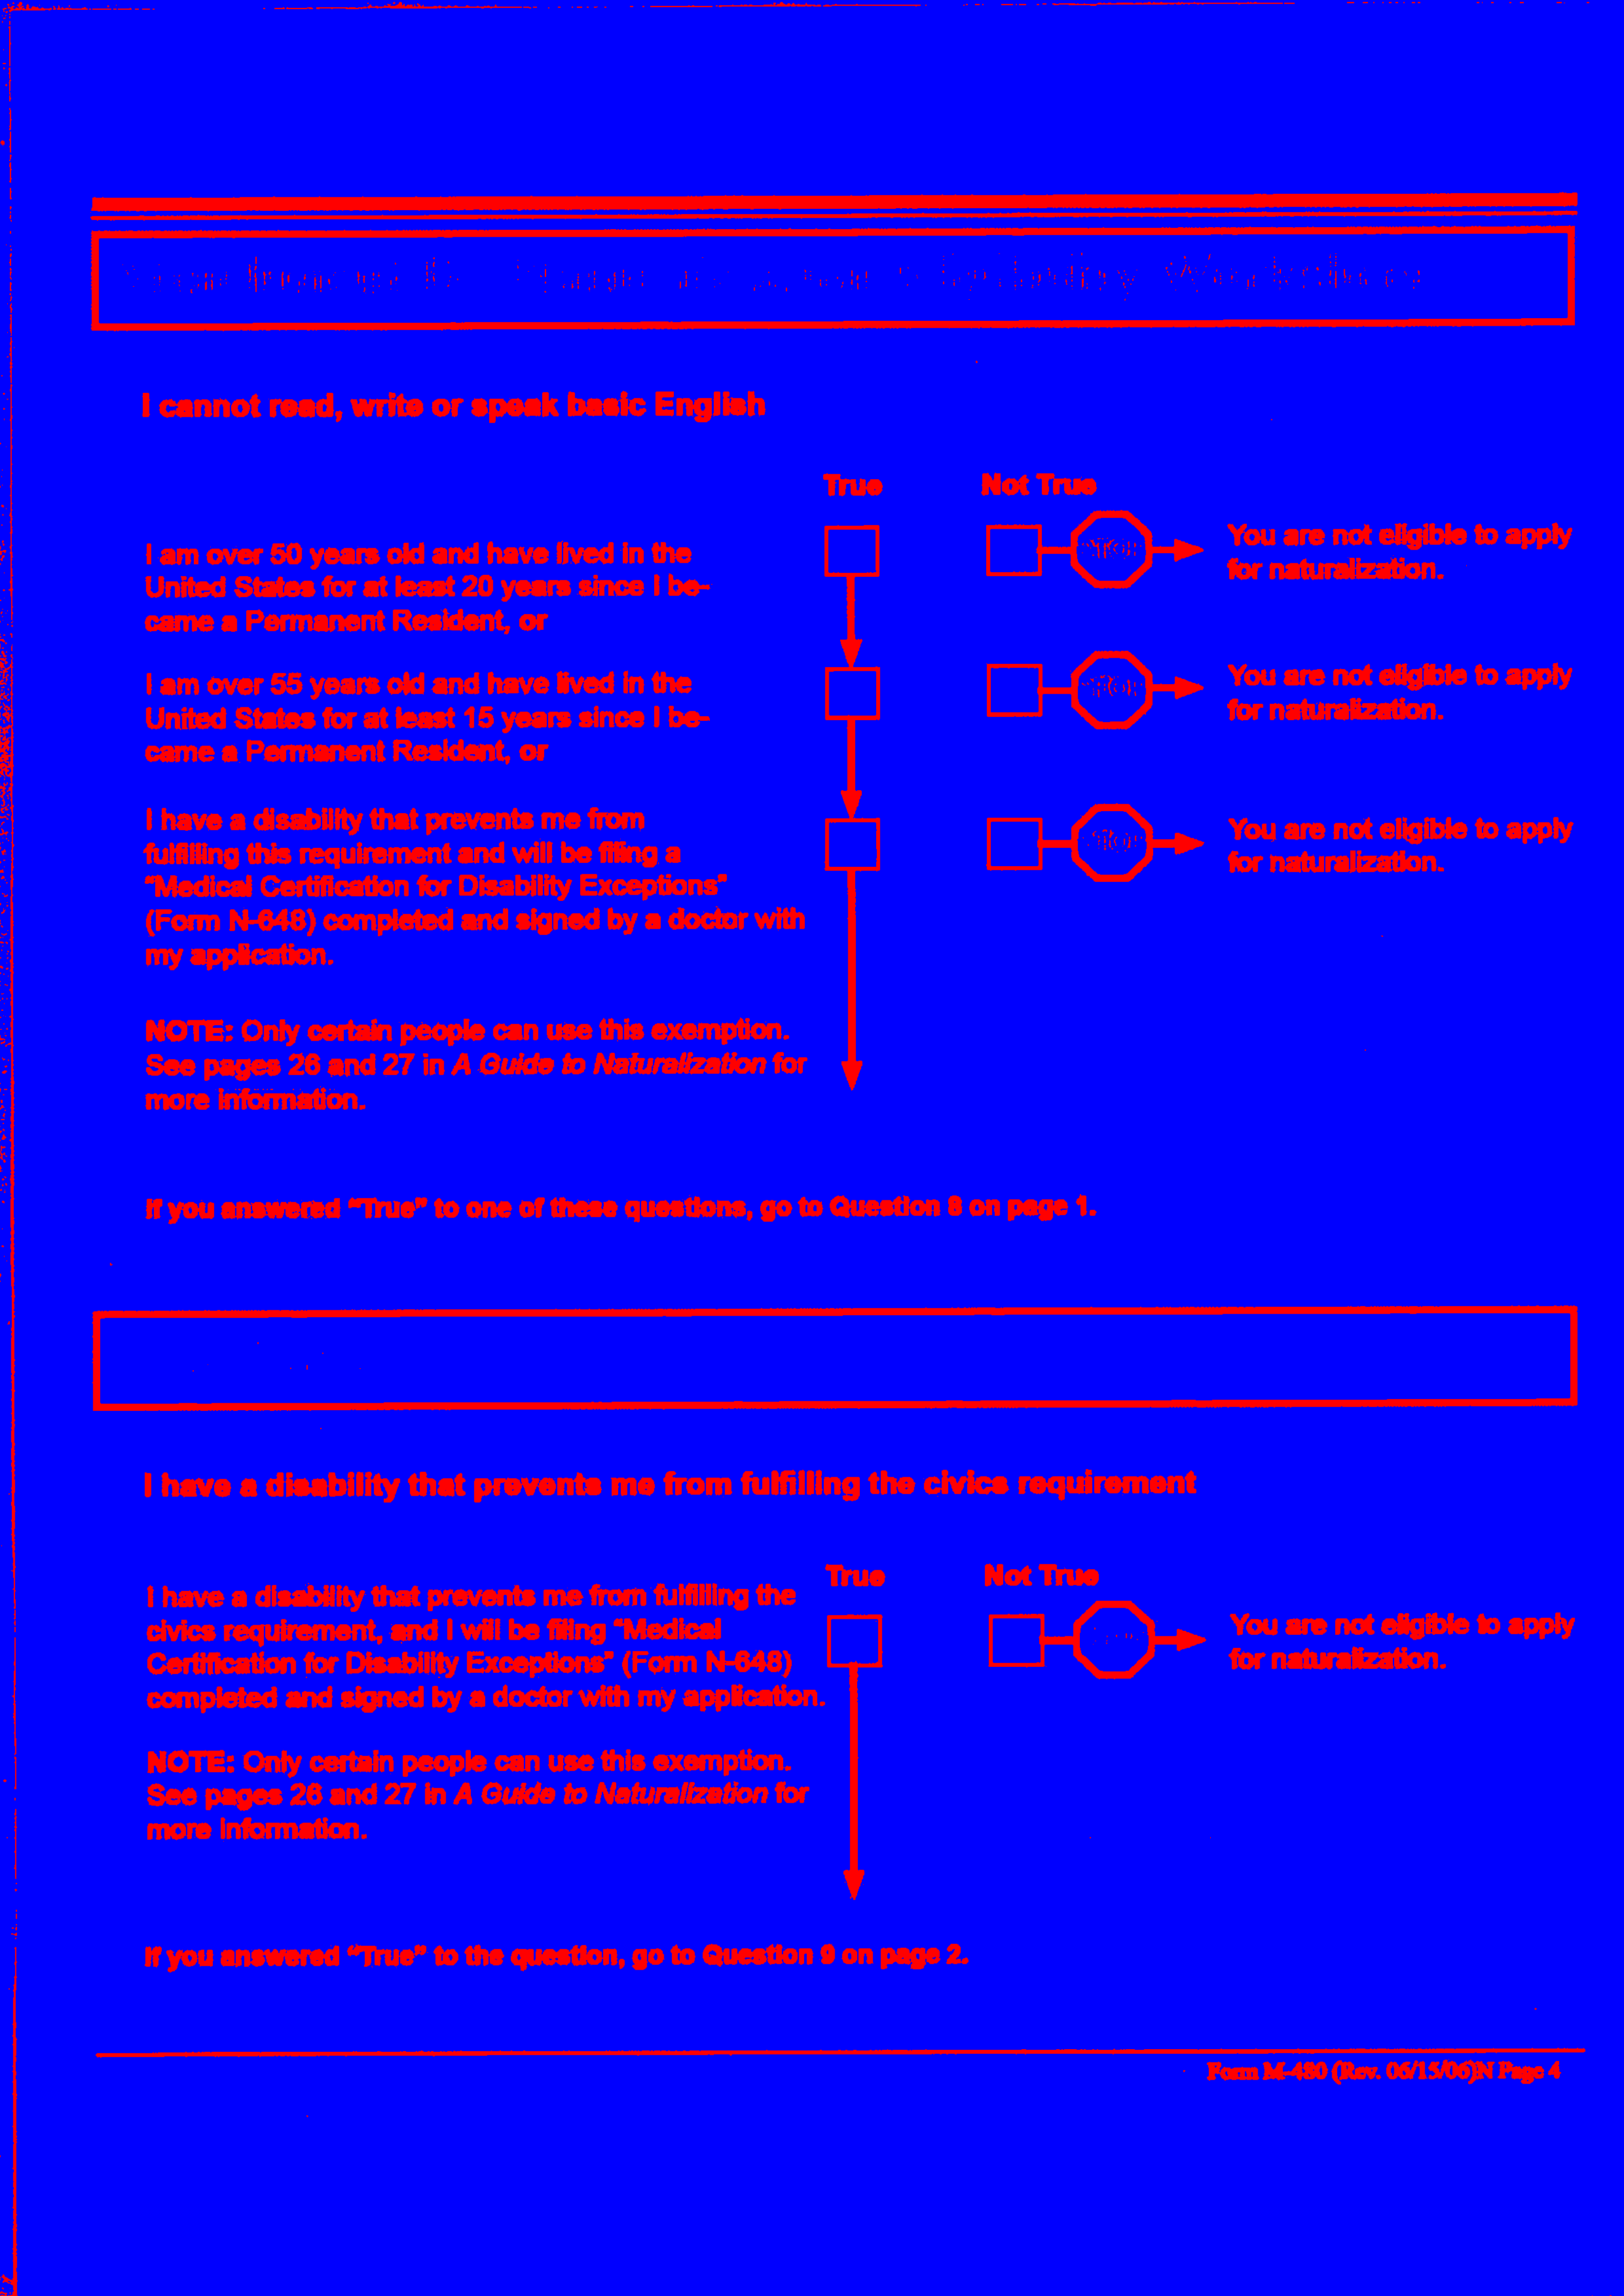 Eligibility Worksheet
I cannot read, write or speak basic English
True Not True
I am over 50 years old and have lived in the
United States for at least 20 years since I be-
came a Permanent Resident, or
STOP
You are not eligible to apply
for naturalization.
I am over 55 years old and have lived in the
United States for at least 15 years since I be-
came a Permanent Resident, or
STOP
You are not eligible to apply
for naturalization.
I have a disability that prevents me from
fulfilling this requirement and will be filing a
“Medical Certification for Disability Exceptions”
(Form N-648) completed and signed by a doctor with
my application.
STOP
You are not eligible to apply
for naturalization.
NOTE: Only certain people can use this exemption.
See pages 26 and 27 in A Guide to Naturalization for
more information.
If you answered “True” to one of these questions, go to Question 8 on page 1.
I have a disability that prevents me from fulfilling the civics requirement
True Not True
I have a disability that prevents me from fulfilling the
civics requirement, and I will be filing “Medical
Certification for Disability Exceptions” (Form N-648)
completed and signed by a doctor with my application.
You are not eligible to apply
for naturalization.
NOTE: Only certain people can use this exemption.
See pages 26 and 27 in A Guide to Naturalization for
more information.
If you answered “True” to the question, go to Question 9 on page 2.
Form M-480 (Rev. 06/15/06)N Page 4